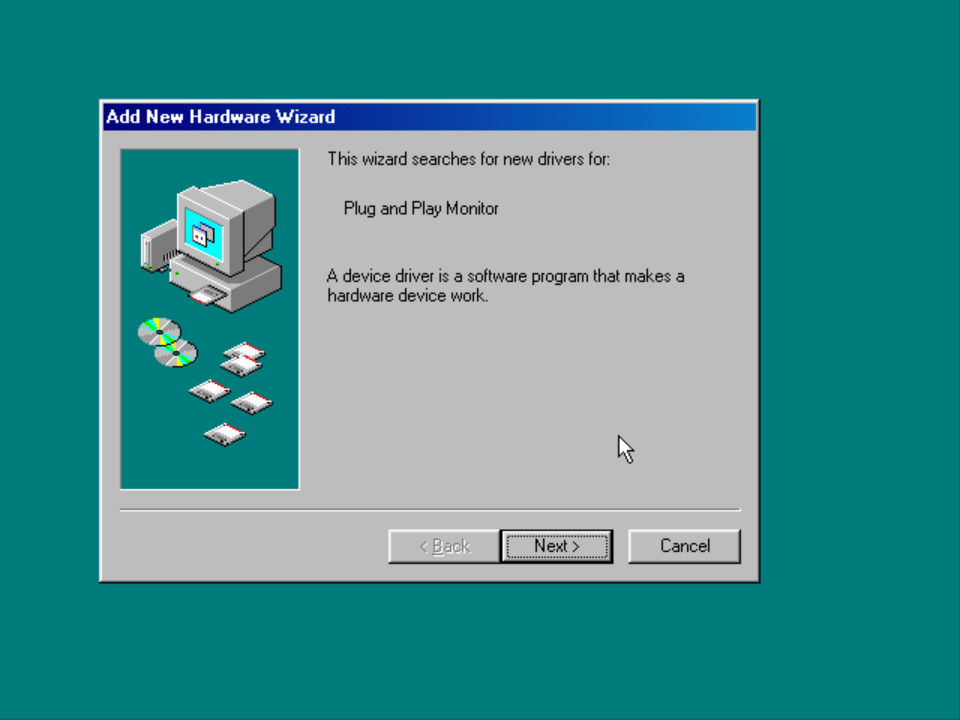 Add New Hardware Wizard
This wizard searches for new drivers for:
Plug and Play Monitor
A device driver is a software program that makes a
hardware device work.
< Back
Next >
Cancel